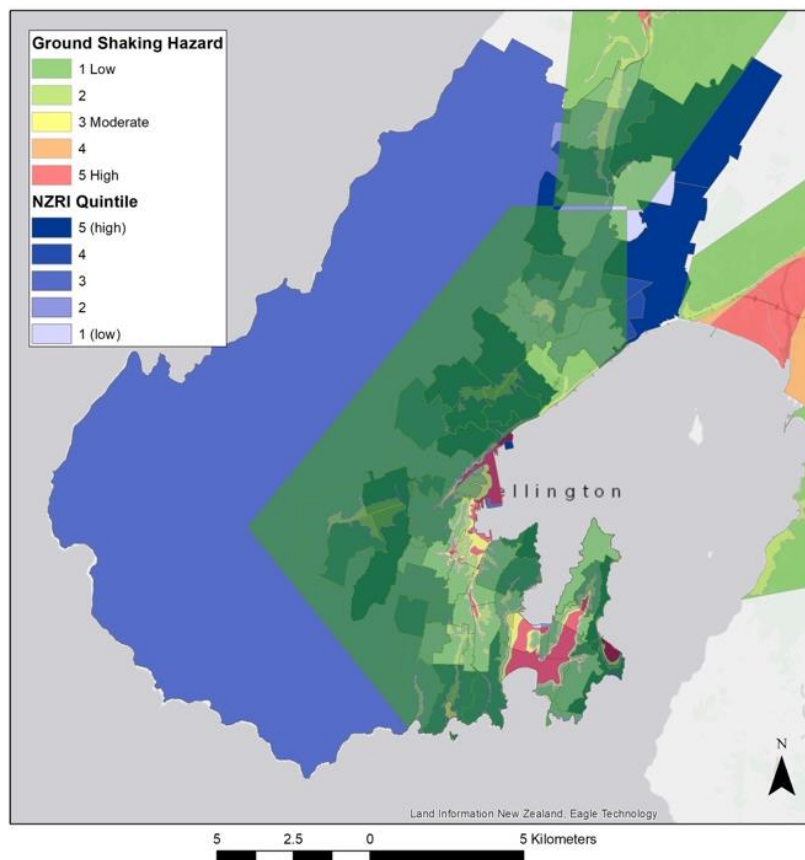 Ground Shaking Hazard
1 Low
2
3 Moderate
4
5 High
NZRI Quintile
5 (high)
4
3
2
1 (low)
ellington
N
Land Information New Zealand, Eagle Technology
5 2.5 0 5 Kilometers